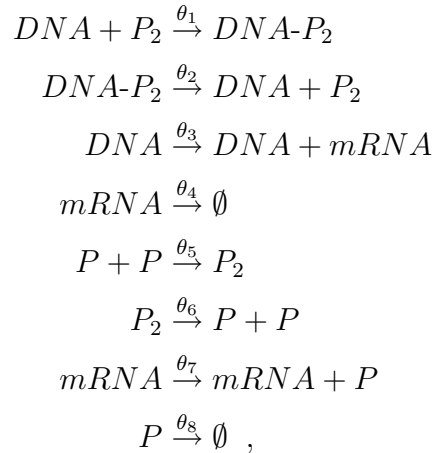 DNA + P₂ →^θ₁ DNA-P₂
DNA-P₂ →^θ₂ DNA + P₂
DNA →^θ₃ DNA + mRNA
mRNA →^θ₄ ∅
P + P →^θ₅ P₂
P₂ →^θ₆ P + P
mRNA →^θ₇ mRNA + P
P →^θ₈ ∅ ,